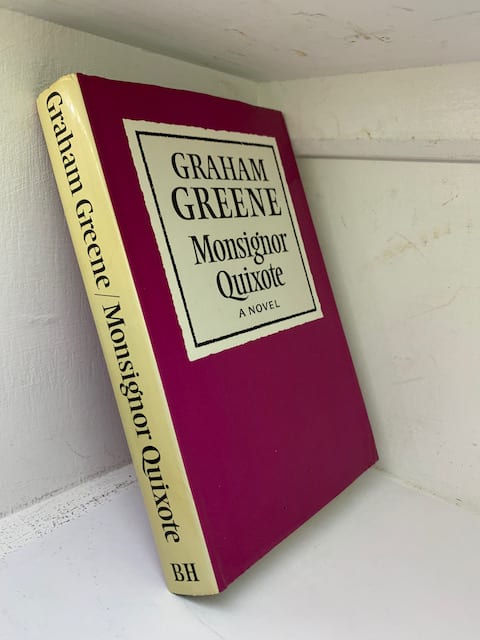 GRAHAM
GREENE
Monsignor
Quixote
A NOVEL
Graham Greene / Monsignor Quixote
BH